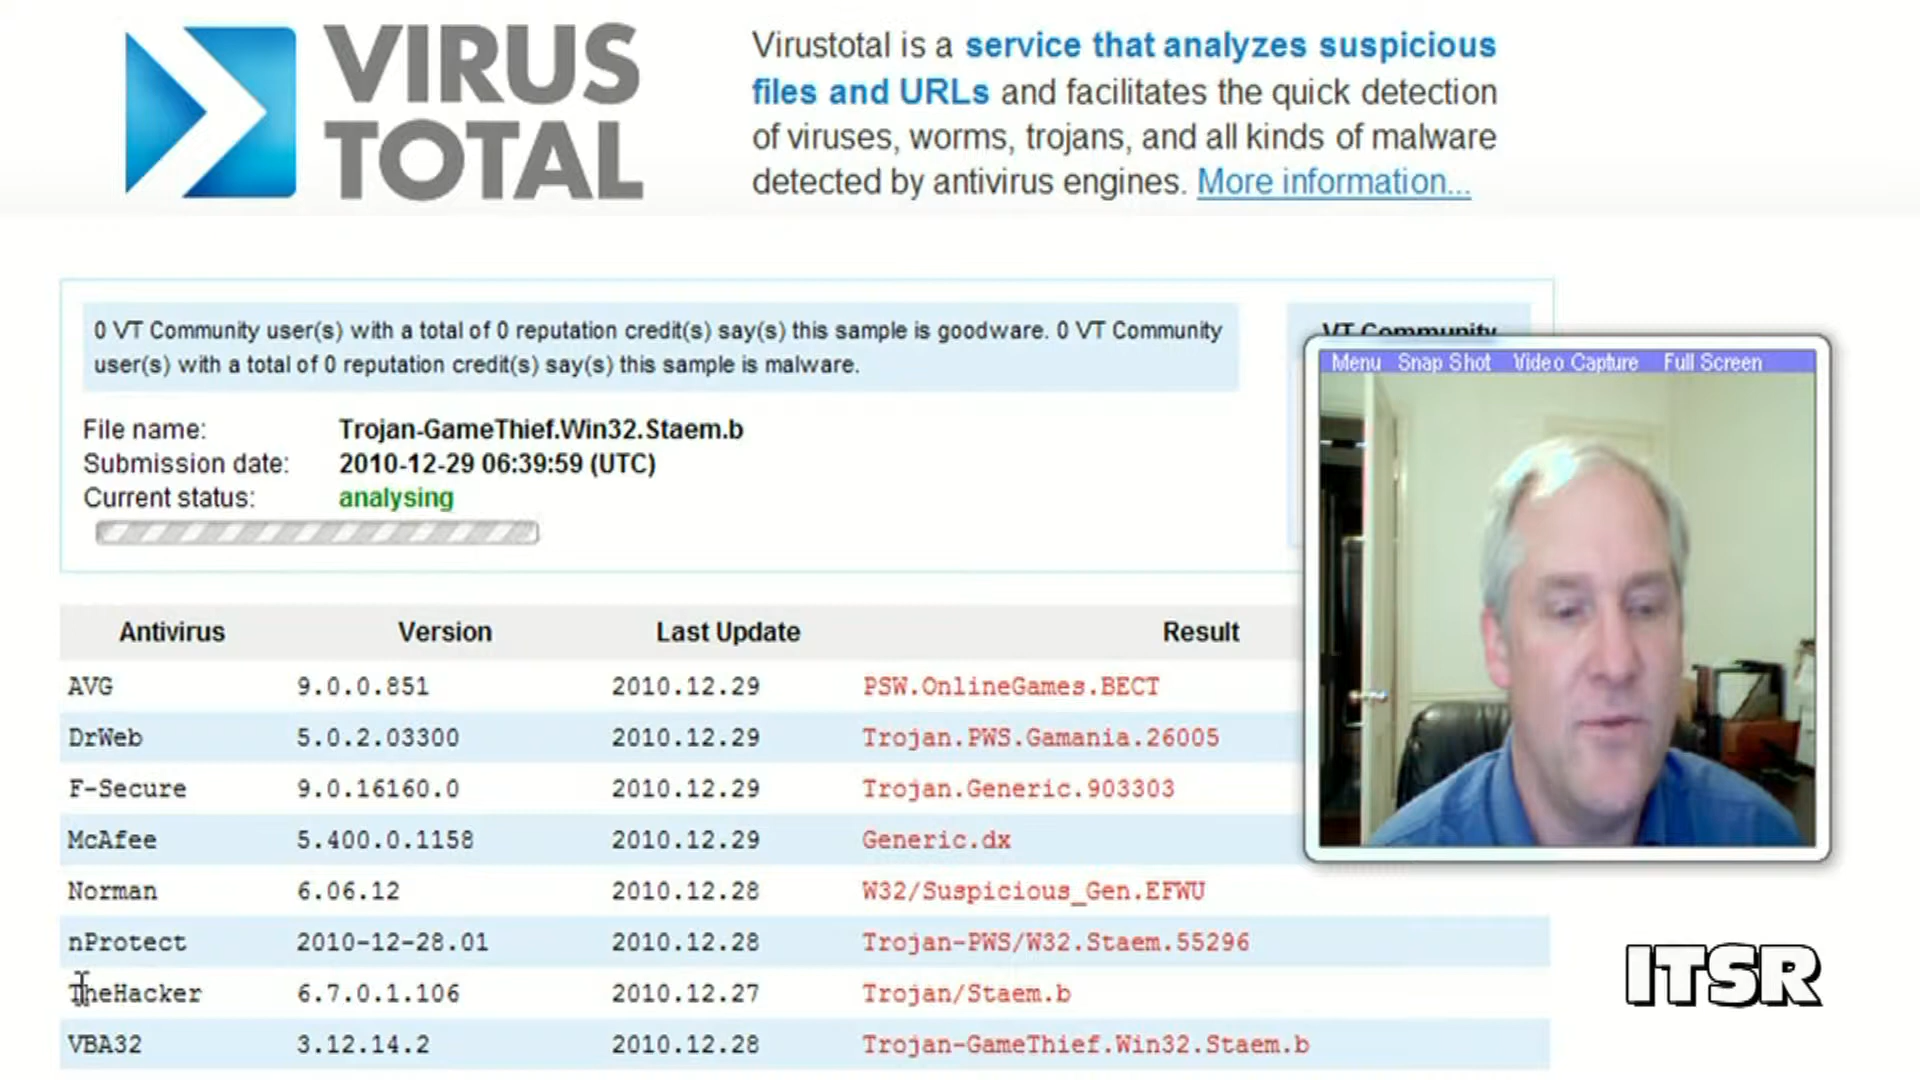 VIRUS
TOTAL
Virustotal is a service that analyzes suspicious
files and URLs and facilitates the quick detection
of viruses, worms, trojans, and all kinds of malware
detected by antivirus engines. More information...
0 VT Community user(s) with a total of 0 reputation credit(s) say(s) this sample is goodware. 0 VT Community
user(s) with a total of 0 reputation credit(s) say(s) this sample is malware.
VT Community
File name: Trojan-GameThief.Win32.Staem.b
Submission date: 2010-12-29 06:39:59 (UTC)
Current status: analysing
Menu Snap Shot Video Capture Full Screen
Antivirus Version Last Update Result
AVG 9.0.0.851 2010.12.29 PSW.OnlineGames.BECT
DrWeb 5.0.2.03300 2010.12.29 Trojan.PWS.Gamania.26005
F-Secure 9.0.16160.0 2010.12.29 Trojan.Generic.903303
McAfee 5.400.0.1158 2010.12.29 Generic.dx
Norman 6.06.12 2010.12.28 W32/Suspicious_Gen.EFWU
nProtect 2010-12-28.01 2010.12.28 Trojan-PWS/W32.Staem.55296
TheHacker 6.7.0.1.106 2010.12.27 Trojan/Staem.b
VBA32 3.12.14.2 2010.12.28 Trojan-GameThief.Win32.Staem.b
ITSR